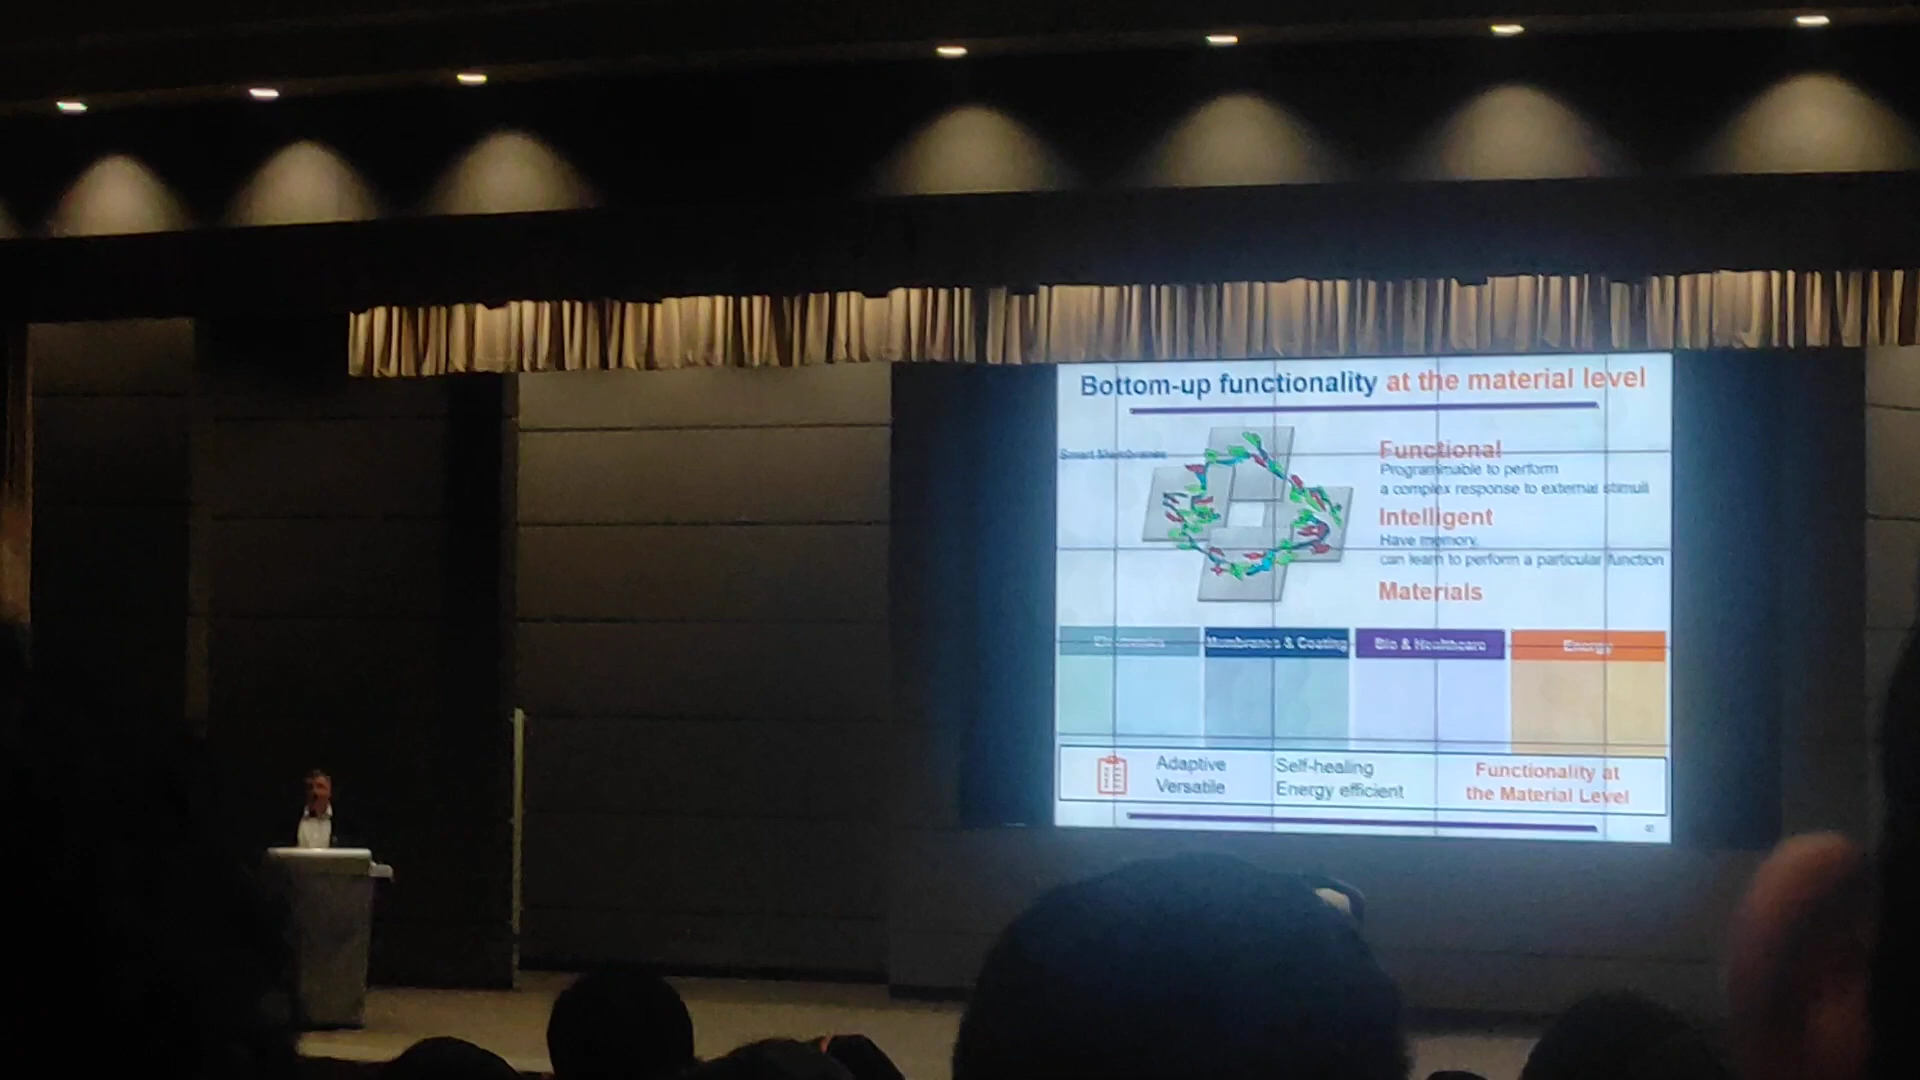 Bottom-up functionality at the material level
Smart Membranes
Functional
Programmable to perform
a complex response to external stimuli
Intelligent
Have memory,
can learn to perform a particular function
Materials
Membranes & Coating
Bio & Healthcare
Energy
Adaptive
Versatile
Self-healing
Energy efficient
Functionality at
the Material Level